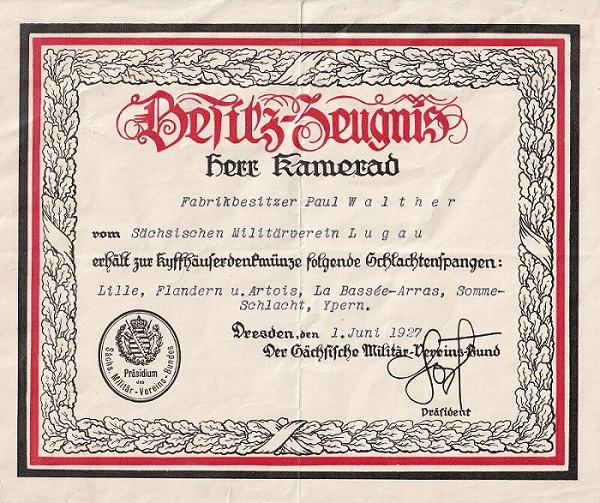 Besitz-Zeugnis
Herr Kamerad
Fabrikbesitzer Paul Walther
vom Sächsischen Militärverein Lugau
erhält zur Kyffhäuserdenkmünze folgende Schlachtenspangen:
Lille, Flandern u. Artois, La Bassée-Arras, Somme-
Schlacht, Ypern.
Dresden, den 1. Juni 1927
Der Sächsische Militär-Vereins-Bund
Präsidium
des
Sächs. Militär-Vereins-Bundes
Präsident